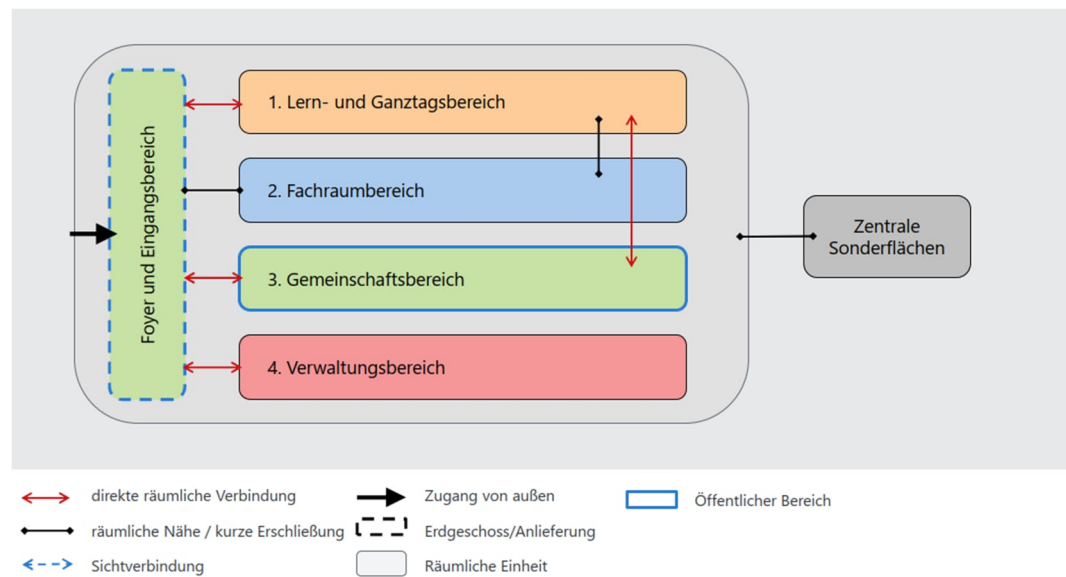 Foyer und Eingangsbereich
1. Lern- und Ganztagsbereich
2. Fachraumbereich
3. Gemeinschaftsbereich
4. Verwaltungsbereich
Zentrale
Sonderflächen
direkte räumliche Verbindung
räumliche Nähe / kurze Erschließung
Sichtverbindung
Zugang von außen
Erdgeschoss/Anlieferung
Räumliche Einheit
Öffentlicher Bereich